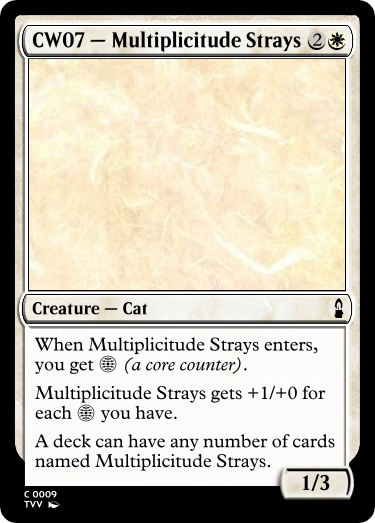 CW07 — Multiplicitude Strays 2
Creature — Cat
When Multiplicitude Strays enters,
you get (a core counter).
Multiplicitude Strays gets +1/+0 for
each you have.
A deck can have any number of cards
named Multiplicitude Strays.
1/3
C 0009
TVV